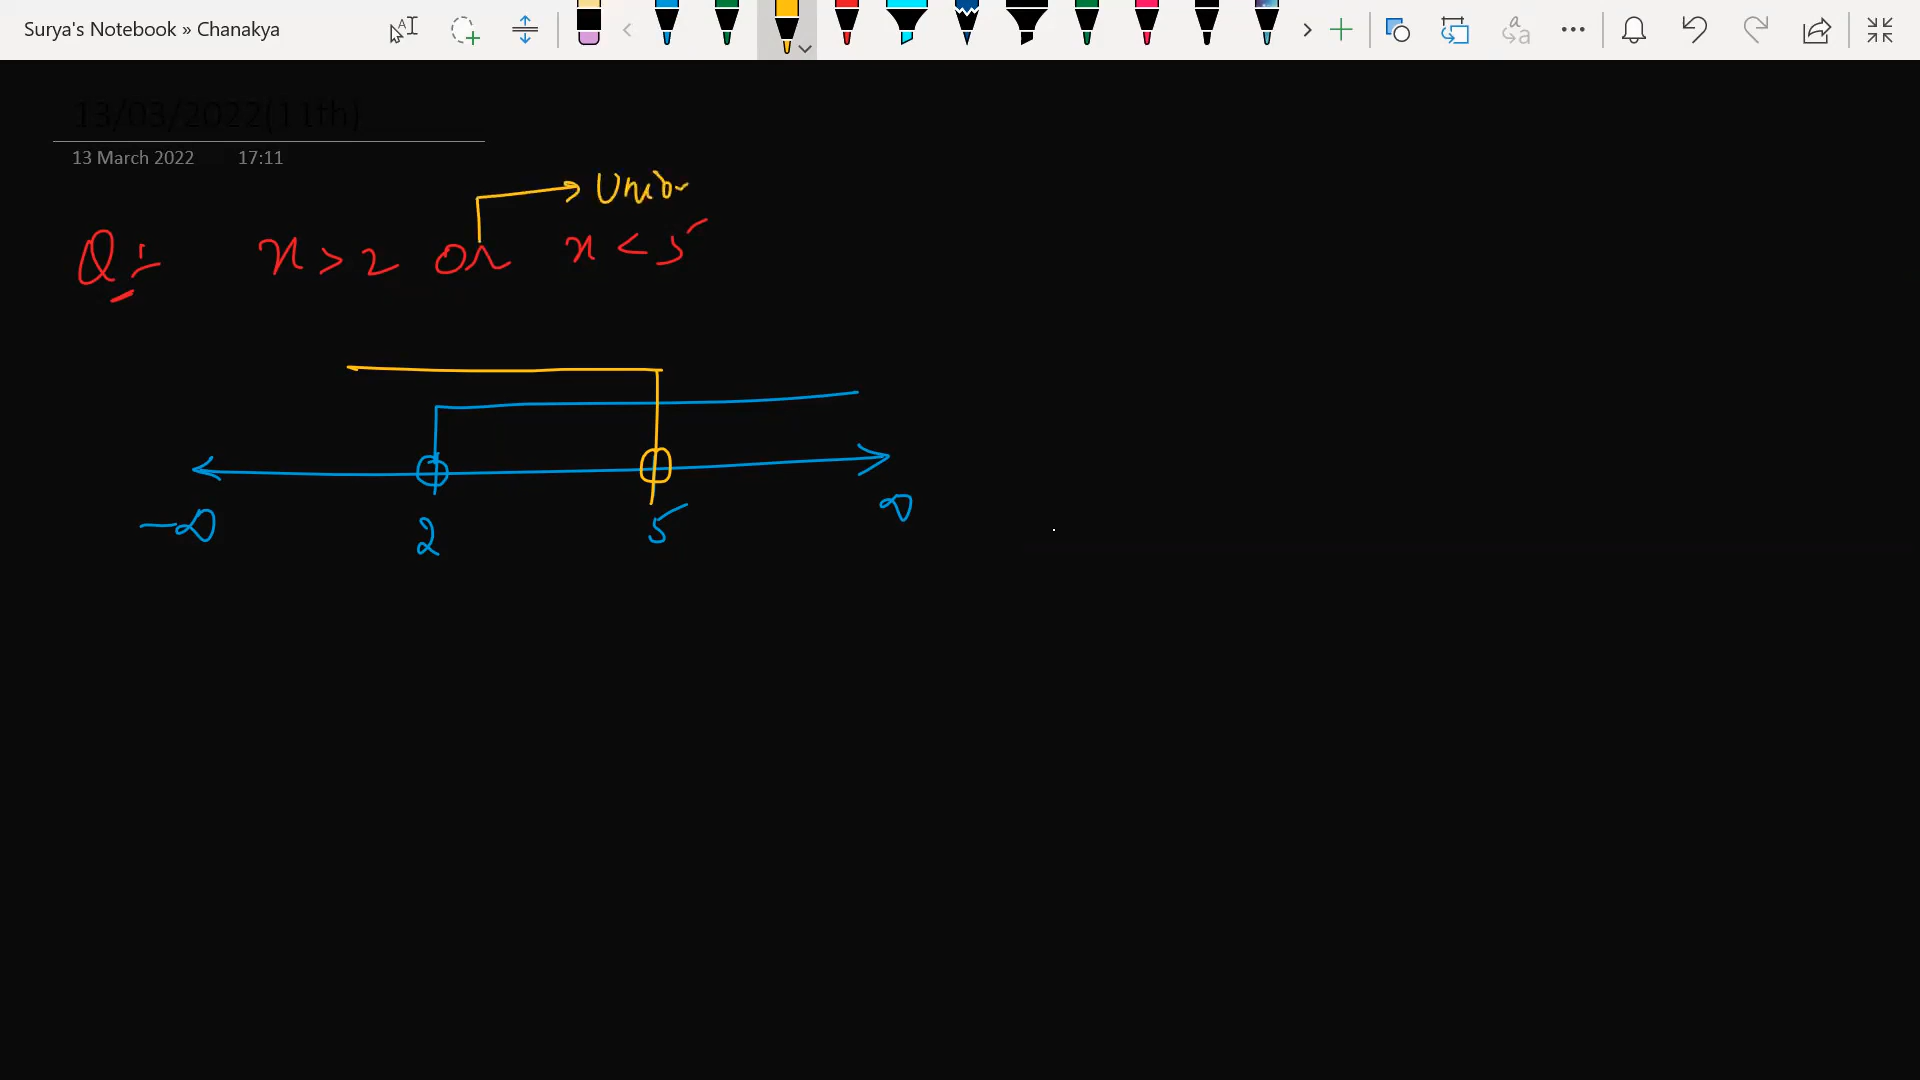 Surya's Notebook » Chanakya
13/03/2022(11th)
13 March 2022 17:11
Union
Q:- x > 2 or x < 5
-∞ 2 5 ∞